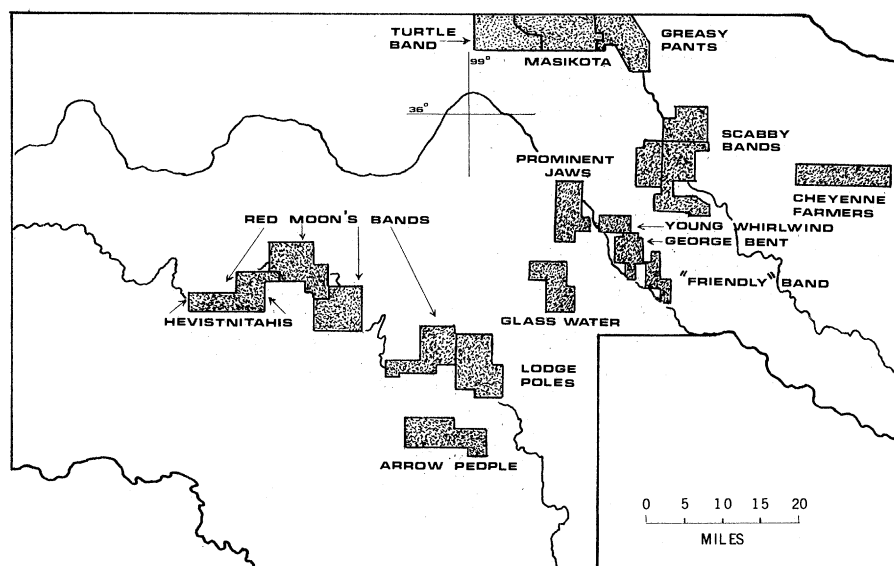 TURTLE
BAND
MASIKOTA
GREASY
PANTS
99°
36°
SCABBY
BANDS
PROMINENT
JAWS
CHEYENNE
FARMERS
RED MOON'S BANDS
YOUNG WHIRLWIND
GEORGE BENT
"FRIENDLY" BAND
HEVISTNITAHIS
GLASS WATER
LODGE
POLES
ARROW PEOPLE
0 5 10 15 20
MILES